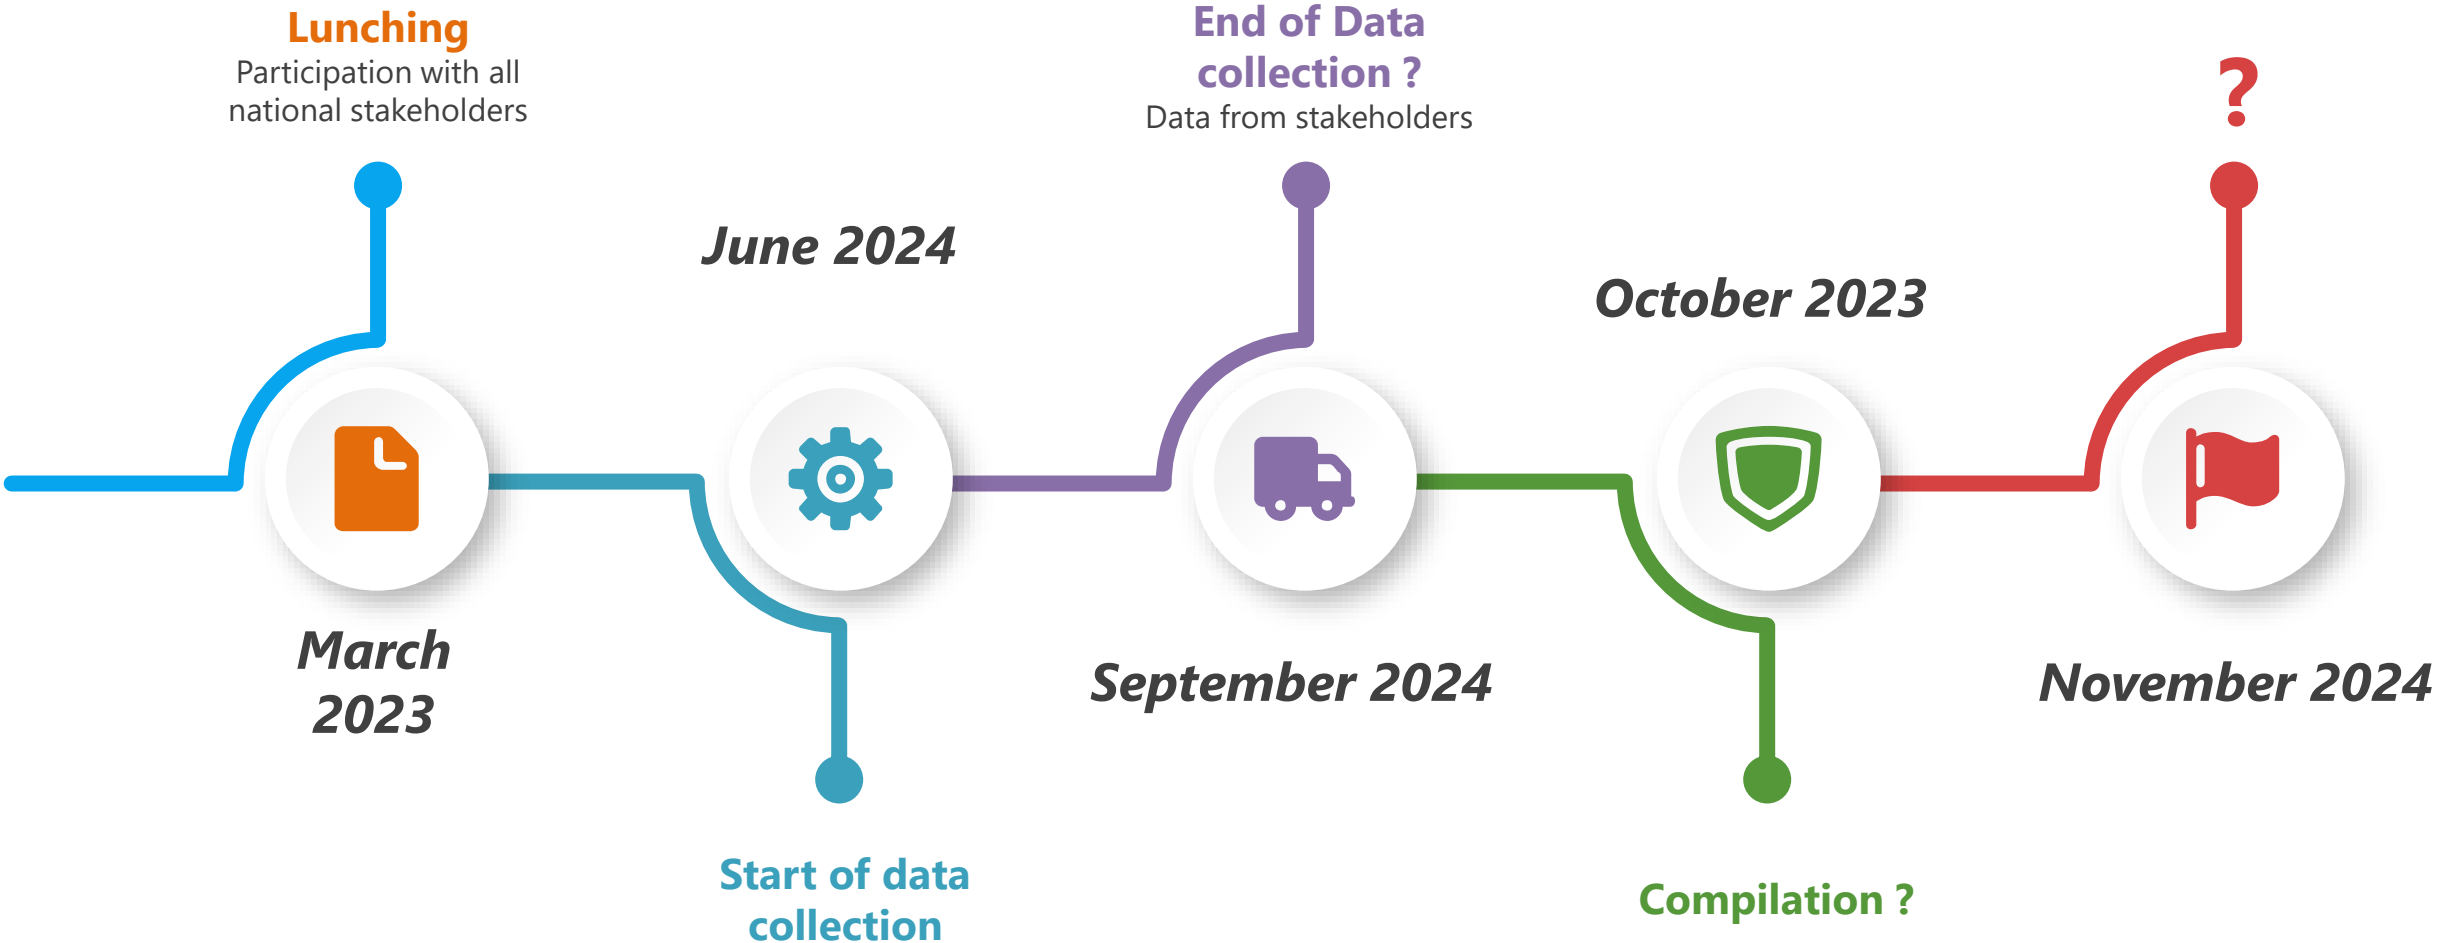 Lunching
Participation with all
national stakeholders
March
2023
June 2024
Start of data
collection
End of Data
collection ?
Data from stakeholders
September 2024
October 2023
Compilation ?
?
November 2024